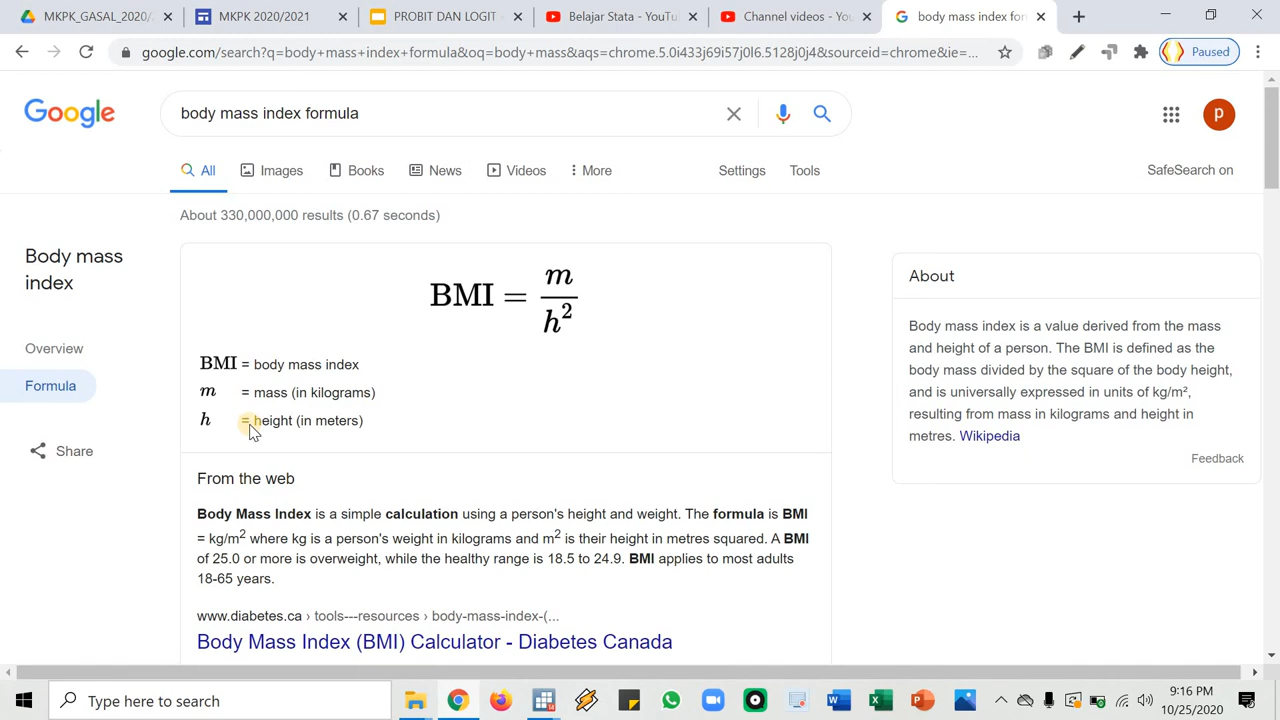 MKPK_GASAL_2020/
MKPK 2020/2021
PROBIT DAN LOGIT -
Belajar Stata - YouTu
Channel videos - You
body mass index for
google.com/search?q=body+mass+index+formula&oq=body+mass&aqs=chrome.5.0i433j69i57j0l6.5128j0j4&sourceid=chrome&ie=...
Paused
Google
body mass index formula
p
All
Images
Books
News
Videos
More
Settings
Tools
SafeSearch on
About 330,000,000 results (0.67 seconds)
Body mass
index
Overview
Formula
Share
BMI = m/h²
BMI = body mass index
m = mass (in kilograms)
h = height (in meters)
From the web
Body Mass Index is a simple calculation using a person's height and weight. The formula is BMI
= kg/m² where kg is a person's weight in kilograms and m² is their height in metres squared. A BMI
of 25.0 or more is overweight, while the healthy range is 18.5 to 24.9. BMI applies to most adults
18-65 years.
www.diabetes.ca › tools---resources › body-mass-index-(...
Body Mass Index (BMI) Calculator - Diabetes Canada
About
Body mass index is a value derived from the mass
and height of a person. The BMI is defined as the
body mass divided by the square of the body height,
and is universally expressed in units of kg/m²,
resulting from mass in kilograms and height in
metres. Wikipedia
Feedback
Type here to search
9:16 PM
10/25/2020